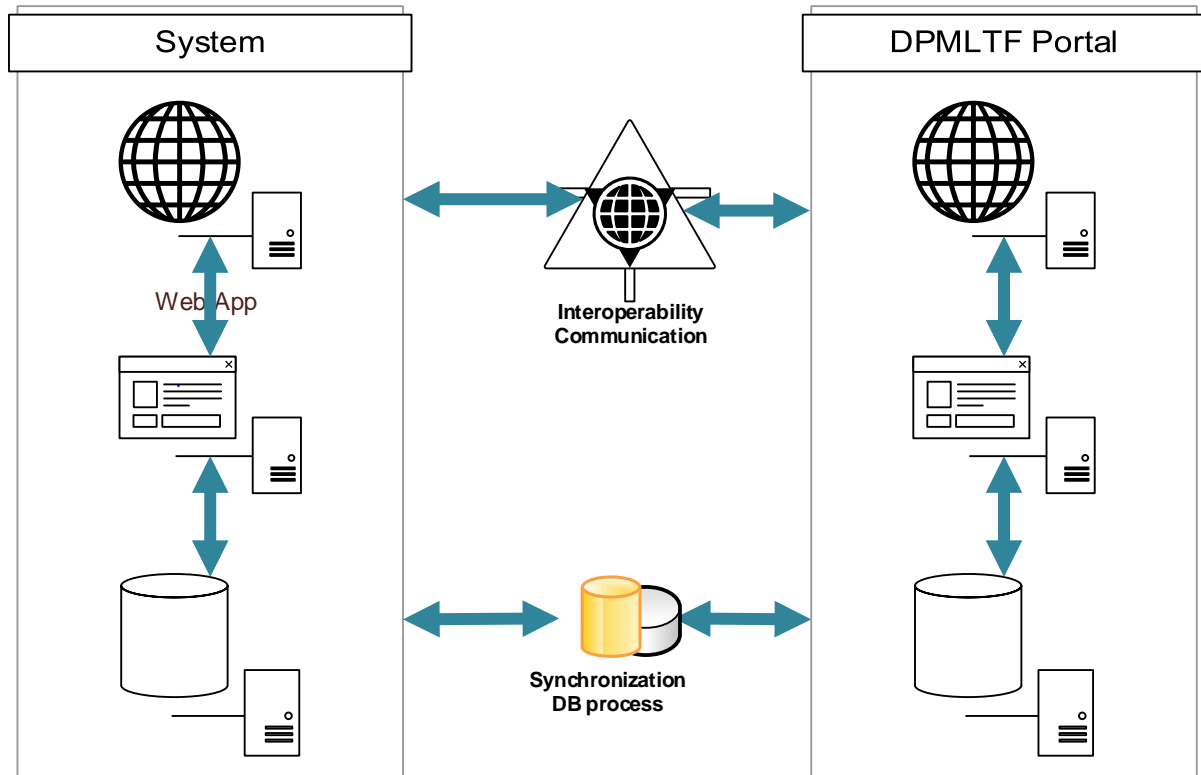 System
DPMLTF Portal
Web App
Interoperability
Communication
Synchronization
DB process